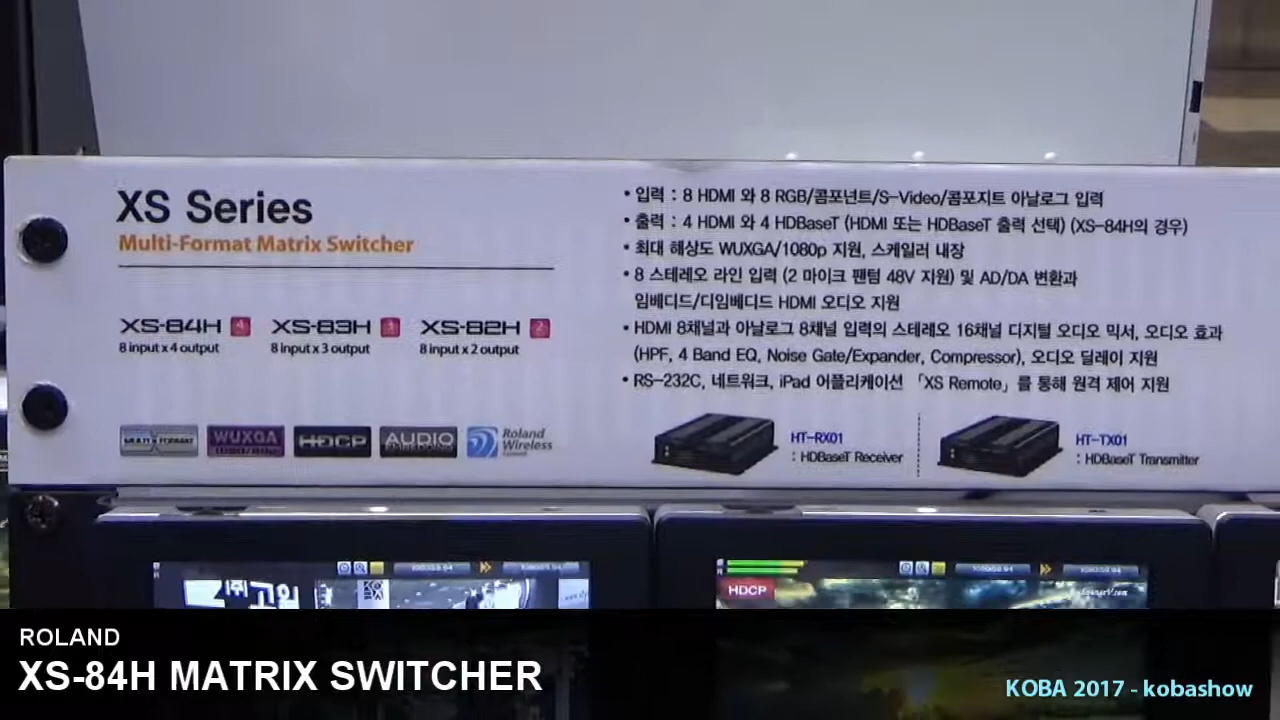 XS Series
Multi-Format Matrix Switcher
XS-84H 4
8 input x 4 output
XS-83H 3
8 input x 3 output
XS-82H 2
8 input x 2 output
MULTI FORMAT
WUXGA
HDCP
AUDIO
Roland
Wireless
• 입력 : 8 HDMI 와 8 RGB/콤포넌트/S-Video/콤포지트 아날로그 입력
• 출력 : 4 HDMI 와 4 HDBaseT (HDMI 또는 HDBaseT 출력 선택) (XS-84H의 경우)
• 최대 해상도 WUXGA/1080p 지원, 스케일러 내장
• 8 스테레오 라인 입력 (2 마이크 팬텀 48V 지원) 및 AD/DA 변환과
임베디드/디임베디드 HDMI 오디오 지원
• HDMI 8채널과 아날로그 8채널 입력의 스테레오 16채널 디지털 오디오 믹서, 오디오 효과
(HPF, 4 Band EQ, Noise Gate/Expander, Compressor), 오디오 딜레이 지원
• RS-232C, 네트워크, iPad 어플리케이션 「XS Remote」를 통해 원격 제어 지원
HT-RX01
: HDBaseT Receiver
HT-TX01
: HDBaseT Transmitter
HDCP
ROLAND
XS-84H MATRIX SWITCHER
KOBA 2017 - kobashow